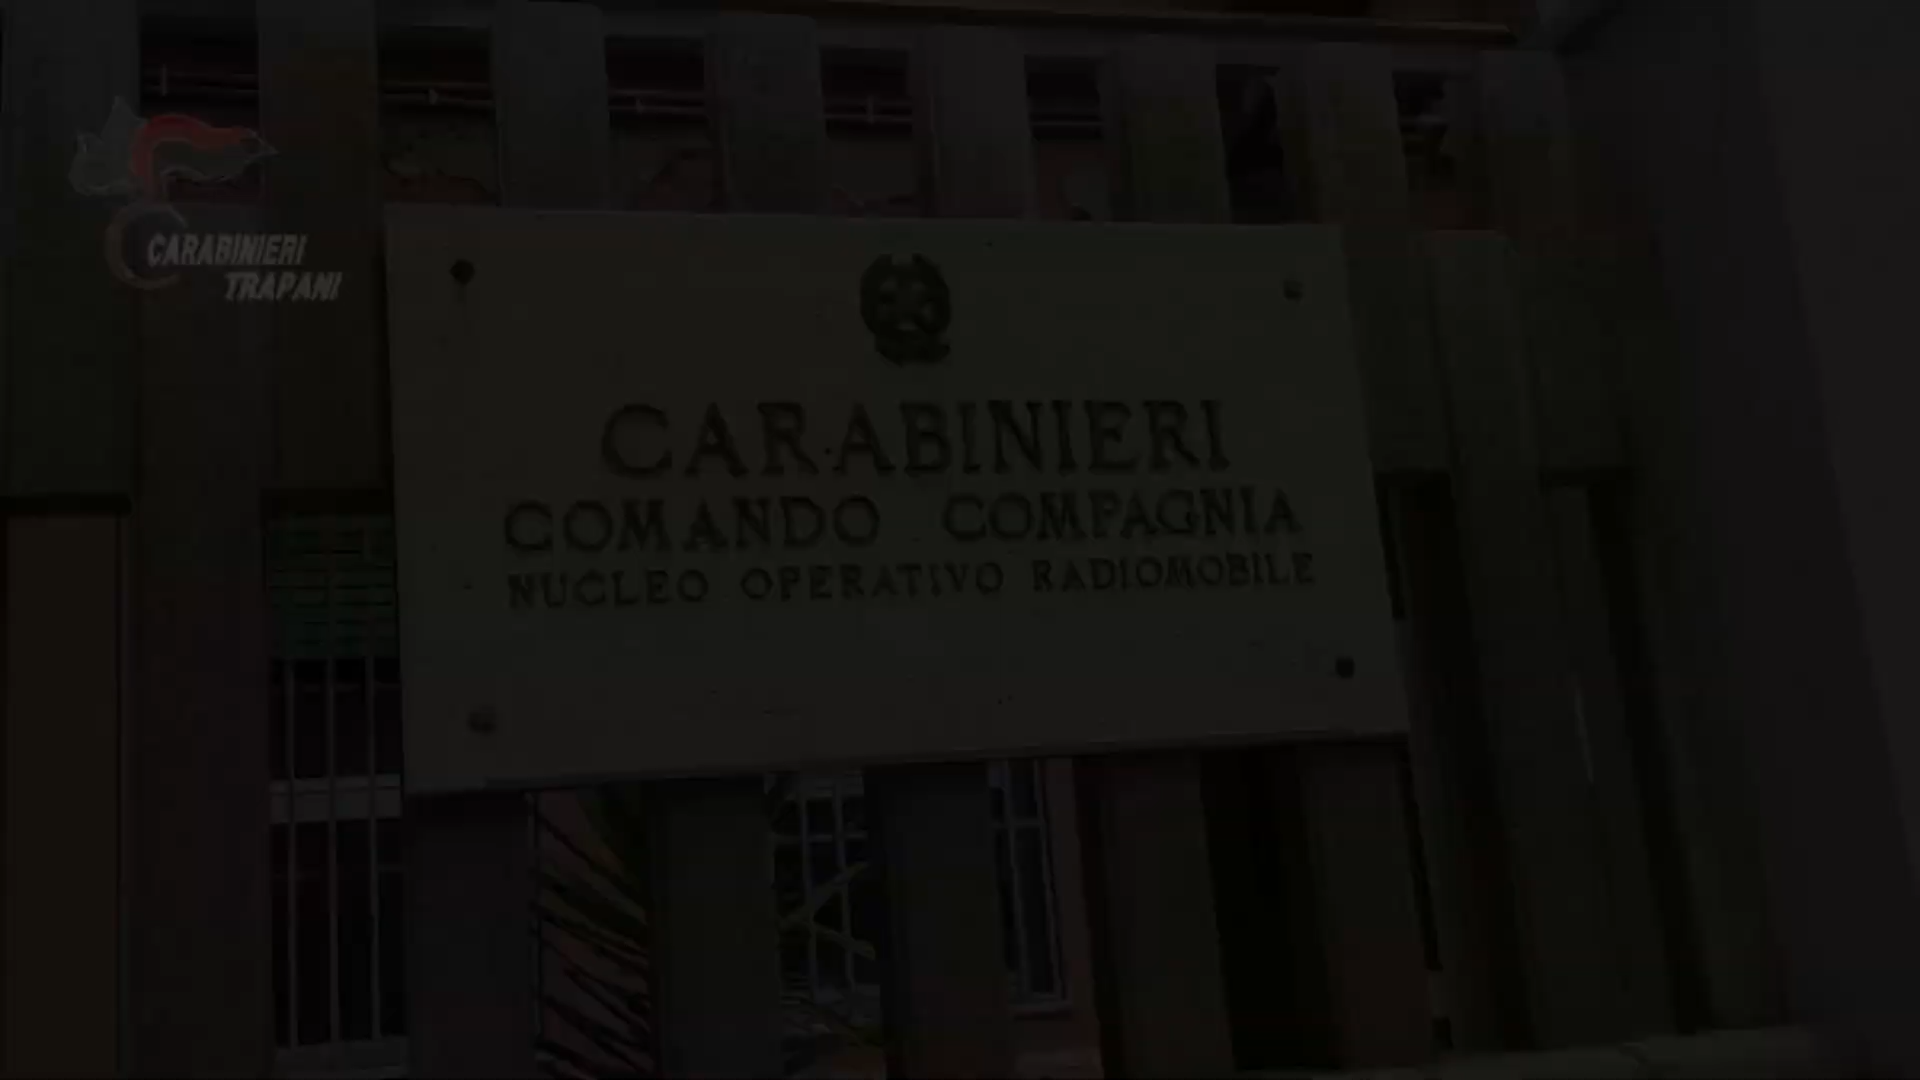 CARABINIERI
TRAPANI
CARABINIERI
COMANDO COMPAGNIA
NUCLEO OPERATIVO RADIOMOBILE